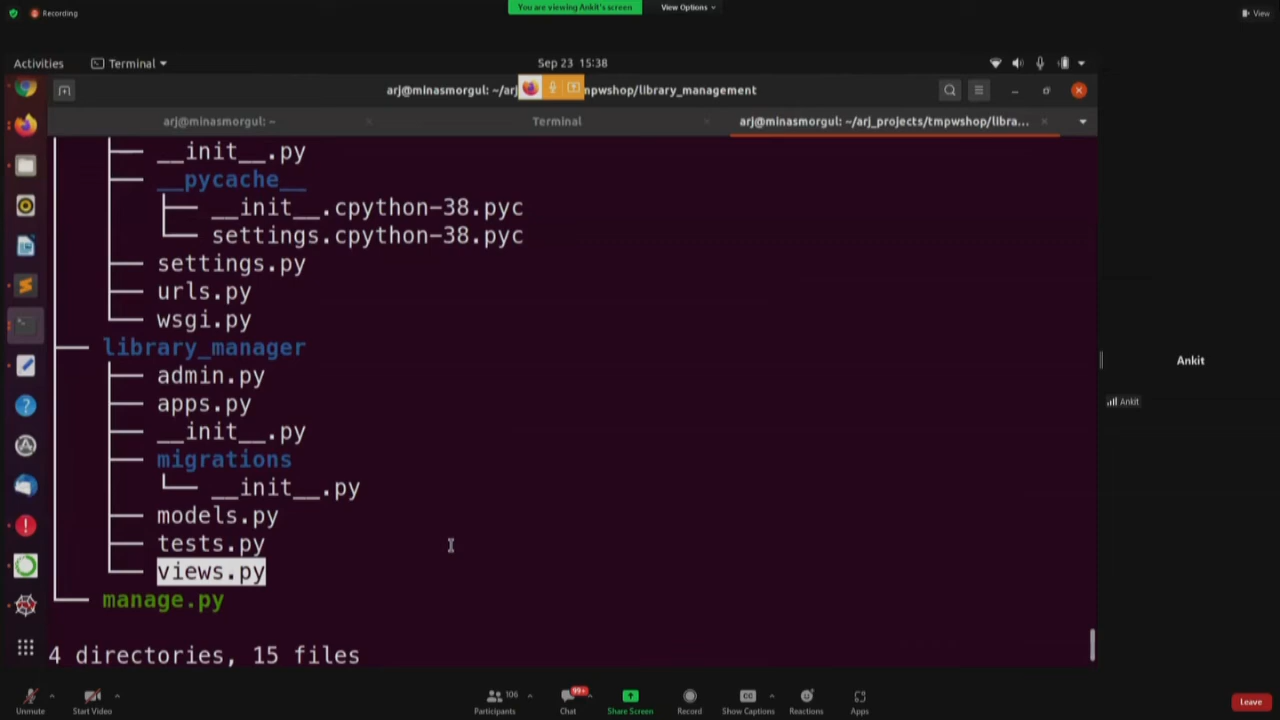 Recording
You are viewing Ankit's screen
View Options
View
Activities
Terminal
Sep 23 15:38
arj@minasmorgul: ~/arj
mpwshop/library_management
arj@minasmorgul: ~
Terminal
arj@minasmorgul: ~/arj_projects/tmpwshop/libra...
__init__.py
__pycache__
__init__.cpython-38.pyc
settings.cpython-38.pyc
settings.py
urls.py
wsgi.py
library_manager
admin.py
apps.py
__init__.py
migrations
__init__.py
models.py
tests.py
views.py
manage.py
4 directories, 15 files
Ankit
Ankit
Unmute
Start Video
106
Participants
99+
Chat
Share Screen
Record
CC
Show Captions
Reactions
Apps
Leave